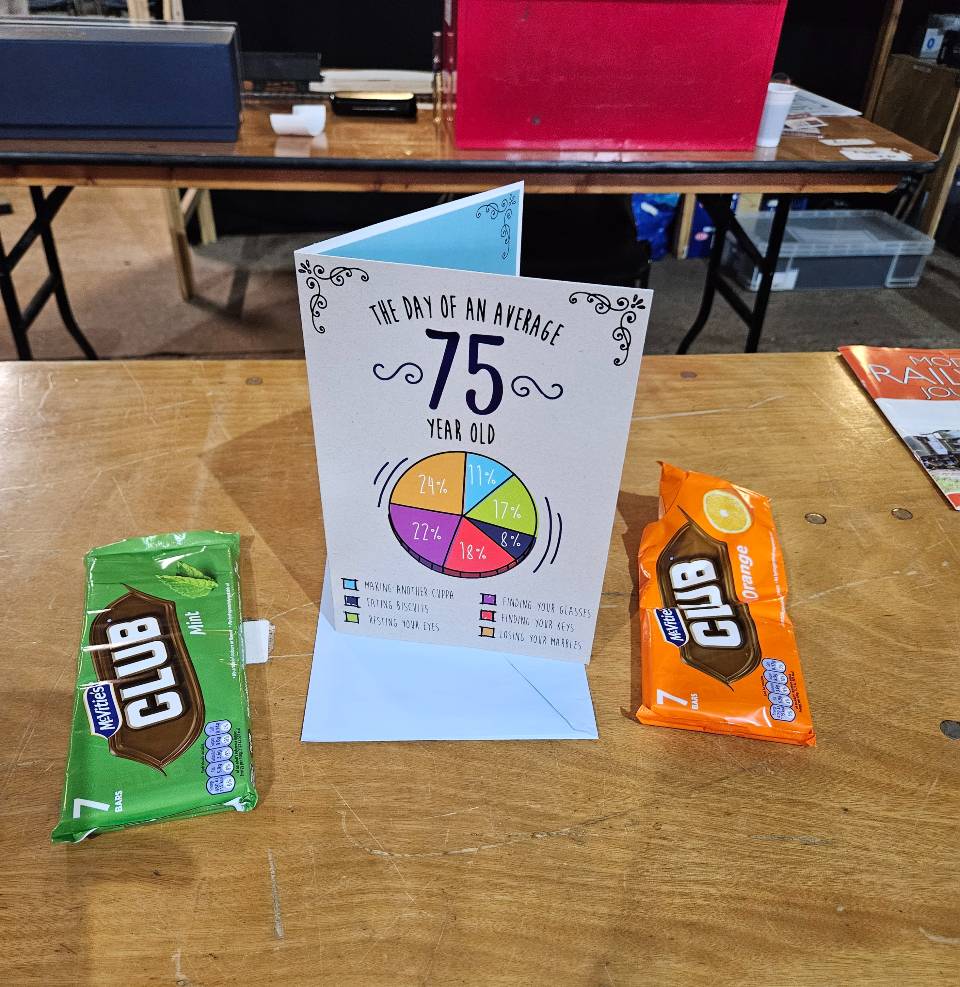 THE DAY OF AN AVERAGE
75
YEAR OLD
24%
11%
17%
22%
18%
8%
MAKING ANOTHER CUPPA
EATING BISCUITS
RESTING YOUR EYES
FINDING YOUR GLASSES
FINDING YOUR KEYS
LOSING YOUR MARBLES
McVitie's
CLUB
Mint
7
BARS
McVitie's
CLUB
Orange
7
BARS
RAIL
JOU